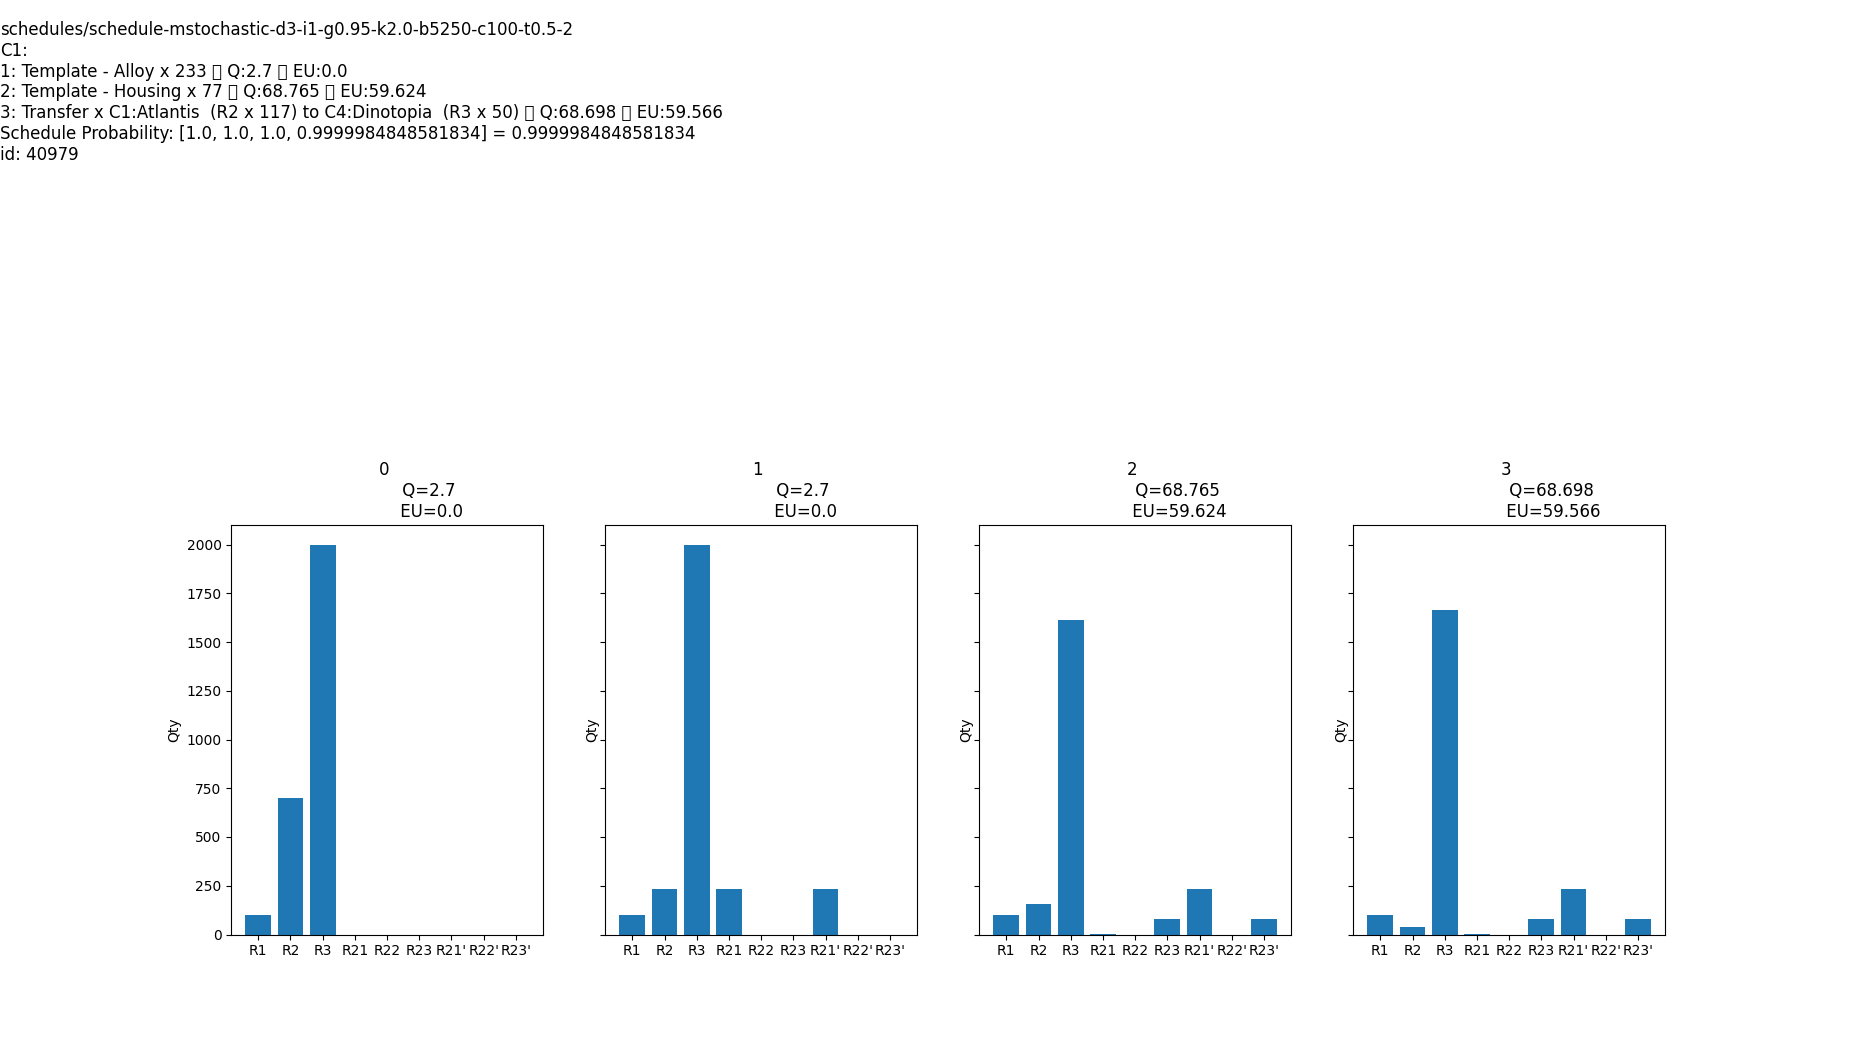 schedules/schedule-mstochastic-d3-i1-g0.95-k2.0-b5250-c100-t0.5-2
C1:
1: Template - Alloy x 233 ▯ Q:2.7 ▯ EU:0.0
2: Template - Housing x 77 ▯ Q:68.765 ▯ EU:59.624
3: Transfer x C1:Atlantis  (R2 x 117) to C4:Dinotopia  (R3 x 50) ▯ Q:68.698 ▯ EU:59.566
Schedule Probability: [1.0, 1.0, 1.0, 0.9999984848581834] = 0.9999984848581834
id: 40979
0
Q=2.7
EU=0.0
2000
1750
1500
1250
1000
750
500
250
0
Qty
R1 R2 R3 R21 R22 R23 R21' R22' R23'
1
Q=2.7
EU=0.0
Qty
R1 R2 R3 R21 R22 R23 R21' R22' R23'
2
Q=68.765
EU=59.624
Qty
R1 R2 R3 R21 R22 R23 R21' R22' R23'
3
Q=68.698
EU=59.566
Qty
R1 R2 R3 R21 R22 R23 R21' R22' R23'